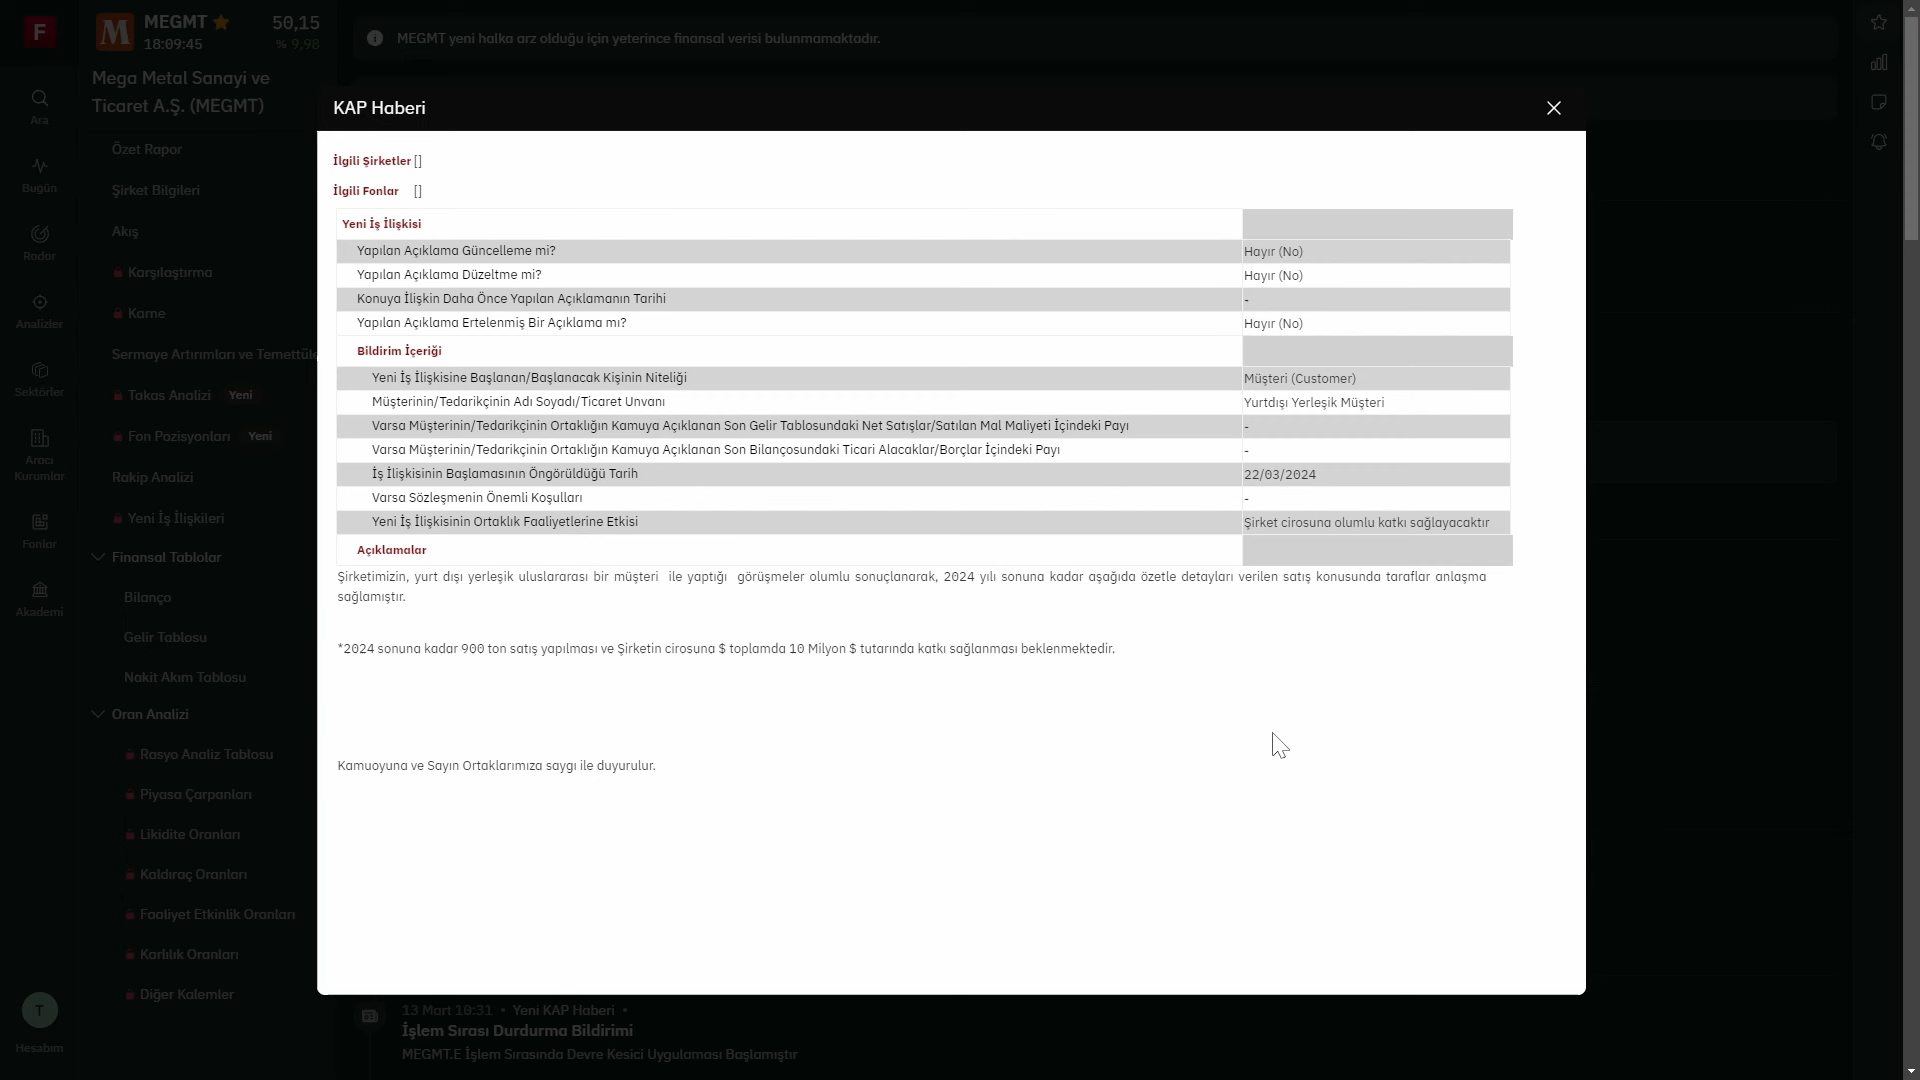 F
M
MEGMT
50,15
18:09:45
% 9,98
Mega Metal Sanayi ve
Ticaret A.Ş. (MEGMT)
MEGMT yeni halka arz olduğu için yeterince finansal verisi bulunmamaktadır.
Ara
Bugün
Radar
Analizler
Sektörler
Aracı
Kurumlar
Fonlar
Akademi
T
Hesabım
Özet Rapor
Şirket Bilgileri
Akış
Karşılaştırma
Karne
Sermaye Artırımları ve Temettüle
Takas Analizi Yeni
Fon Pozisyonları Yeni
Rakip Analizi
Yeni İş İlişkileri
Finansal Tablolar
Bilanço
Gelir Tablosu
Nakit Akım Tablosu
Oran Analizi
Rasyo Analiz Tablosu
Piyasa Çarpanları
Likidite Oranları
Kaldıraç Oranları
Faaliyet Etkinlik Oranları
Karlılık Oranları
Diğer Kalemler
KAP Haberi
İlgili Şirketler []
İlgili Fonlar []
Yeni İş İlişkisi
Yapılan Açıklama Güncelleme mi? Hayır (No)
Yapılan Açıklama Düzeltme mi? Hayır (No)
Konuya İlişkin Daha Önce Yapılan Açıklamanın Tarihi -
Yapılan Açıklama Ertelenmiş Bir Açıklama mı? Hayır (No)
Bildirim İçeriği
Yeni İş İlişkisine Başlanan/Başlanacak Kişinin Niteliği Müşteri (Customer)
Müşterinin/Tedarikçinin Adı Soyadı/Ticaret Unvanı Yurtdışı Yerleşik Müşteri
Varsa Müşterinin/Tedarikçinin Ortaklığın Kamuya Açıklanan Son Gelir Tablosundaki Net Satışlar/Satılan Mal Maliyeti İçindeki Payı -
Varsa Müşterinin/Tedarikçinin Ortaklığın Kamuya Açıklanan Son Bilançosundaki Ticari Alacaklar/Borçlar İçindeki Payı -
İş İlişkisinin Başlamasının Öngörüldüğü Tarih 22/03/2024
Varsa Sözleşmenin Önemli Koşulları -
Yeni İş İlişkisinin Ortaklık Faaliyetlerine Etkisi Şirket cirosuna olumlu katkı sağlayacaktır
Açıklamalar
Şirketimizin, yurt dışı yerleşik uluslararası bir müşteri ile yaptığı görüşmeler olumlu sonuçlanarak, 2024 yılı sonuna kadar aşağıda özetle detayları verilen satış konusunda taraflar anlaşma
sağlamıştır.
*2024 sonuna kadar 900 ton satış yapılması ve Şirketin cirosuna $ toplamda 10 Milyon $ tutarında katkı sağlanması beklenmektedir.
Kamuoyuna ve Sayın Ortaklarımıza saygı ile duyurulur.
13 Mart 10:31 • Yeni KAP Haberi •
İşlem Sırası Durdurma Bildirimi
MEGMT.E İşlem Sırasında Devre Kesici Uygulaması Başlamıştır